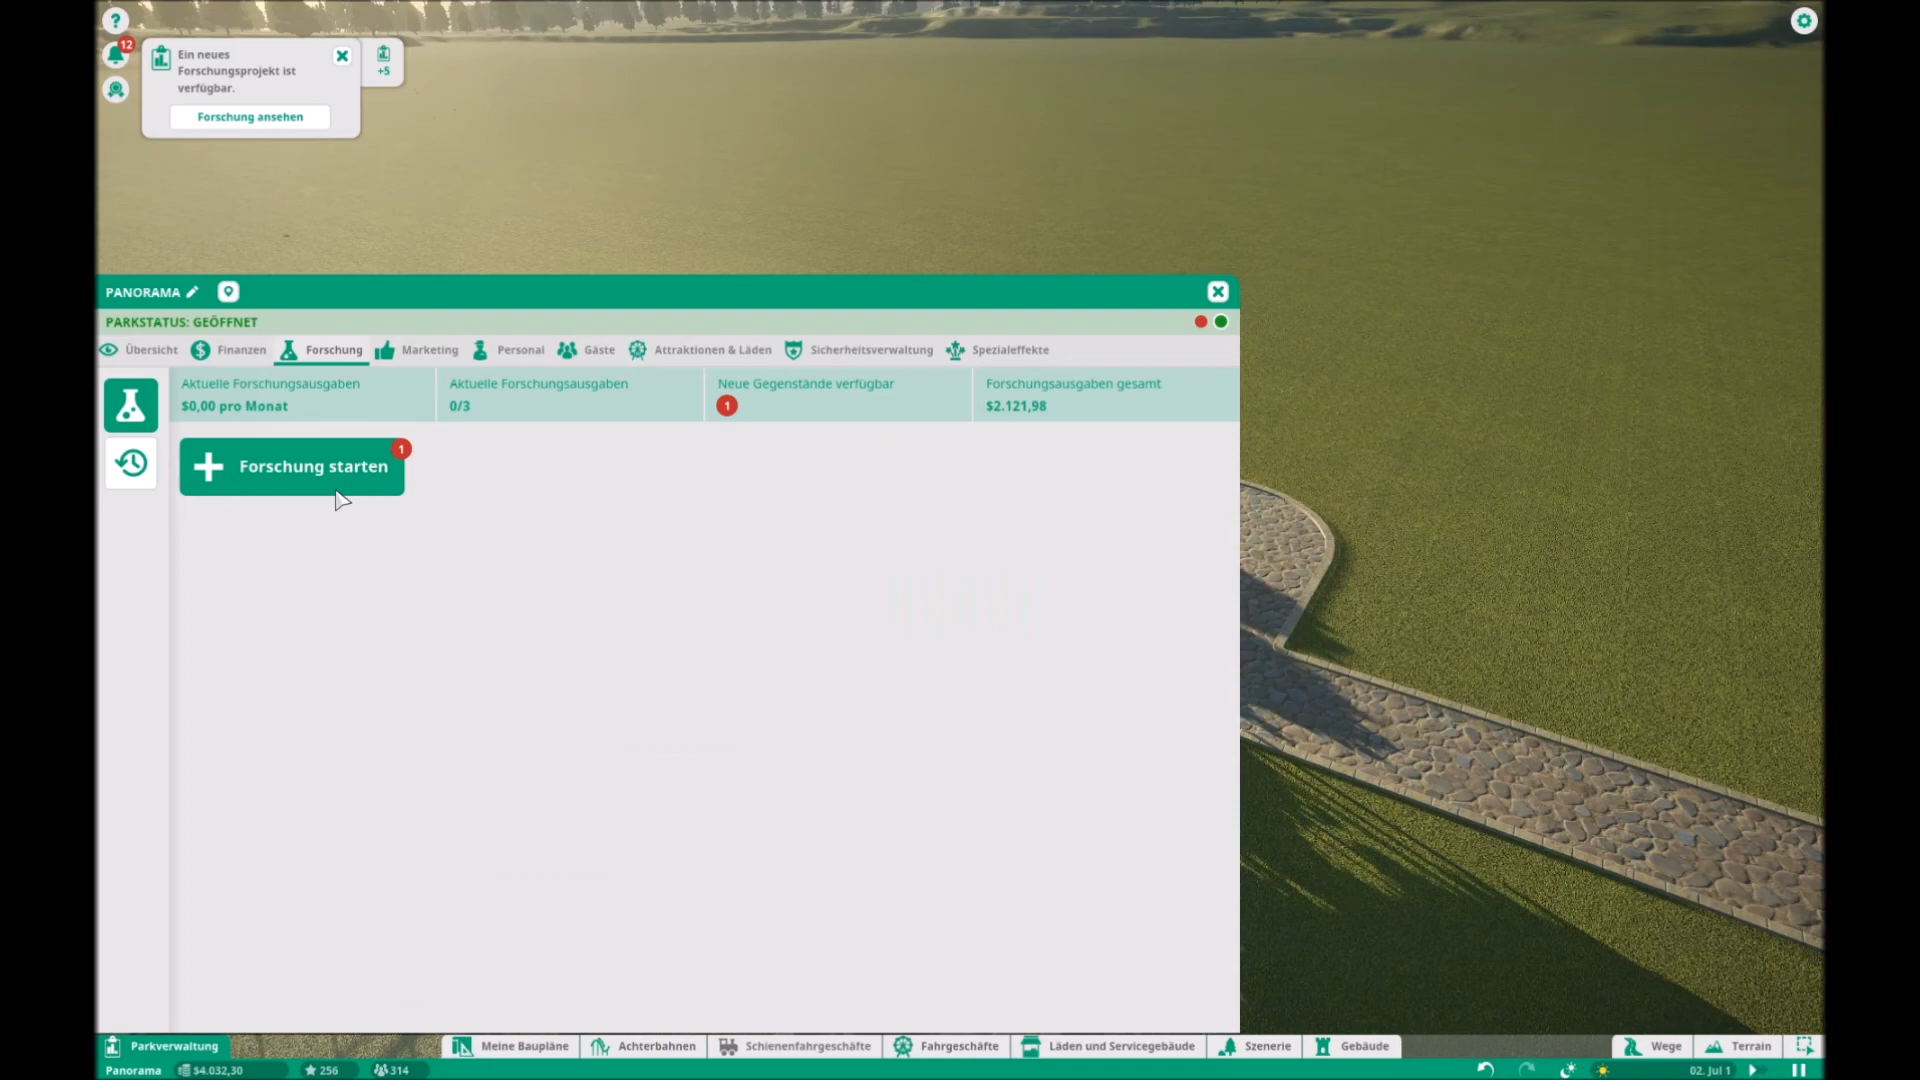 ?
12
Ein neues
Forschungsprojekt ist
verfügbar.
Forschung ansehen
+5
PANORAMA
PARKSTATUS: GEÖFFNET
Übersicht Finanzen Forschung Marketing Personal Gäste Attraktionen & Läden Sicherheitsverwaltung Spezialeffekte
Aktuelle Forschungsausgaben Aktuelle Forschungsausgaben Neue Gegenstände verfügbar Forschungsausgaben gesamt
$0,00 pro Monat 0/3 1 $2.121,98
Forschung starten 1
Parkverwaltung Meine Baupläne Achterbahnen Schienenfahrgeschäfte Fahrgeschäfte Läden und Servicegebäude Szenerie Gebäude Wege Terrain
Panorama $4.032,30 256 314 02. Jul 1